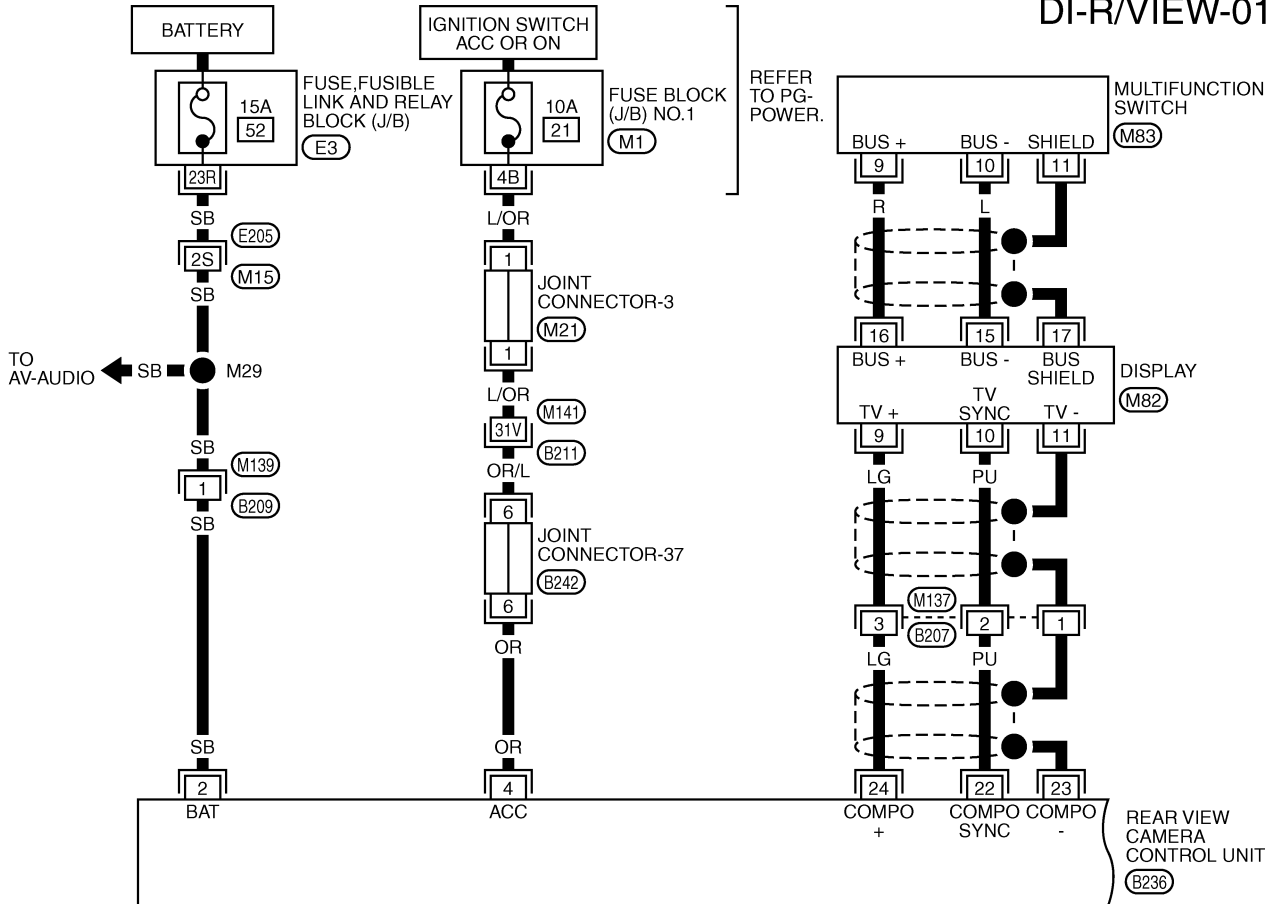 DI-R/VIEW-01
BATTERY
IGNITION SWITCH
ACC OR ON
15A
52
FUSE,FUSIBLE
LINK AND RELAY
BLOCK (J/B)
E3
10A
21
FUSE BLOCK
(J/B) NO.1
M1
REFER
TO PG-
POWER.
23R
SB
E205
2S
M15
SB
TO
AV-AUDIO
SB
M29
SB
M139
1
B209
SB
SB
2
BAT
4B
L/OR
1
JOINT
CONNECTOR-3
M21
1
L/OR
M141
31V
B211
OR/L
6
JOINT
CONNECTOR-37
B242
6
OR
OR
4
ACC
MULTIFUNCTION
SWITCH
M83
BUS + BUS - SHIELD
9 10 11
R L
16 15 17
BUS + BUS - BUS
SHIELD
DISPLAY
M82
TV + TV
SYNC TV -
9 10 11
LG PU
M137
3 2 1
B207
LG PU
24 22 23
COMPO
+
COMPO
SYNC
COMPO
-
REAR VIEW
CAMERA
CONTROL UNIT
B236